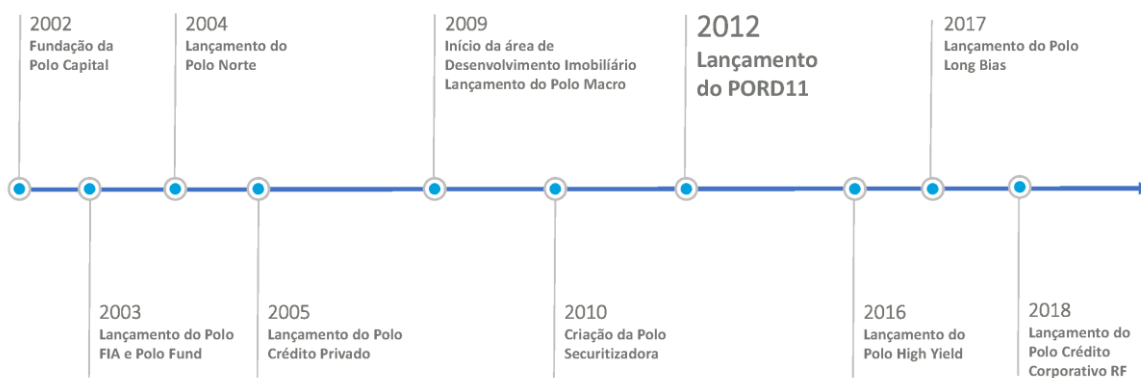 2002
Fundação da
Polo Capital
2004
Lançamento do
Polo Norte
2009
Início da área de
Desenvolvimento Imobilíário
Lançamento do Polo Macro
2012
Lançamento
do PORD11
2017
Lançamento do Polo
Long Bias
2003
Lançamento do Polo
FIA e Polo Fund
2005
Lançamento do Polo
Crédito Privado
2010
Criação da Polo
Securitizadora
2016
Lançamento do
Polo High Yield
2018
Lançamento do
Polo Crédito
Corporativo RF